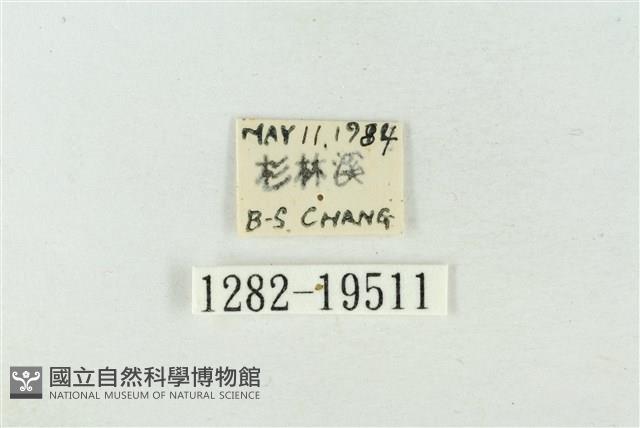 MAY 11, 1984
杉林溪
B-S CHANG
1282-19511
國立自然科學博物館
NATIONAL MUSEUM OF NATURAL SCIENCE